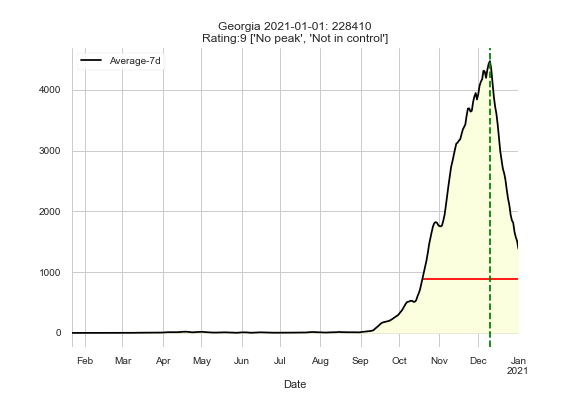 Georgia 2021-01-01: 228410
Rating:9 ['No peak', 'Not in control']
Average-7d
4000
3000
2000
1000
0
Feb Mar Apr May Jun Jul Aug Sep Oct Nov Dec Jan
2021
Date